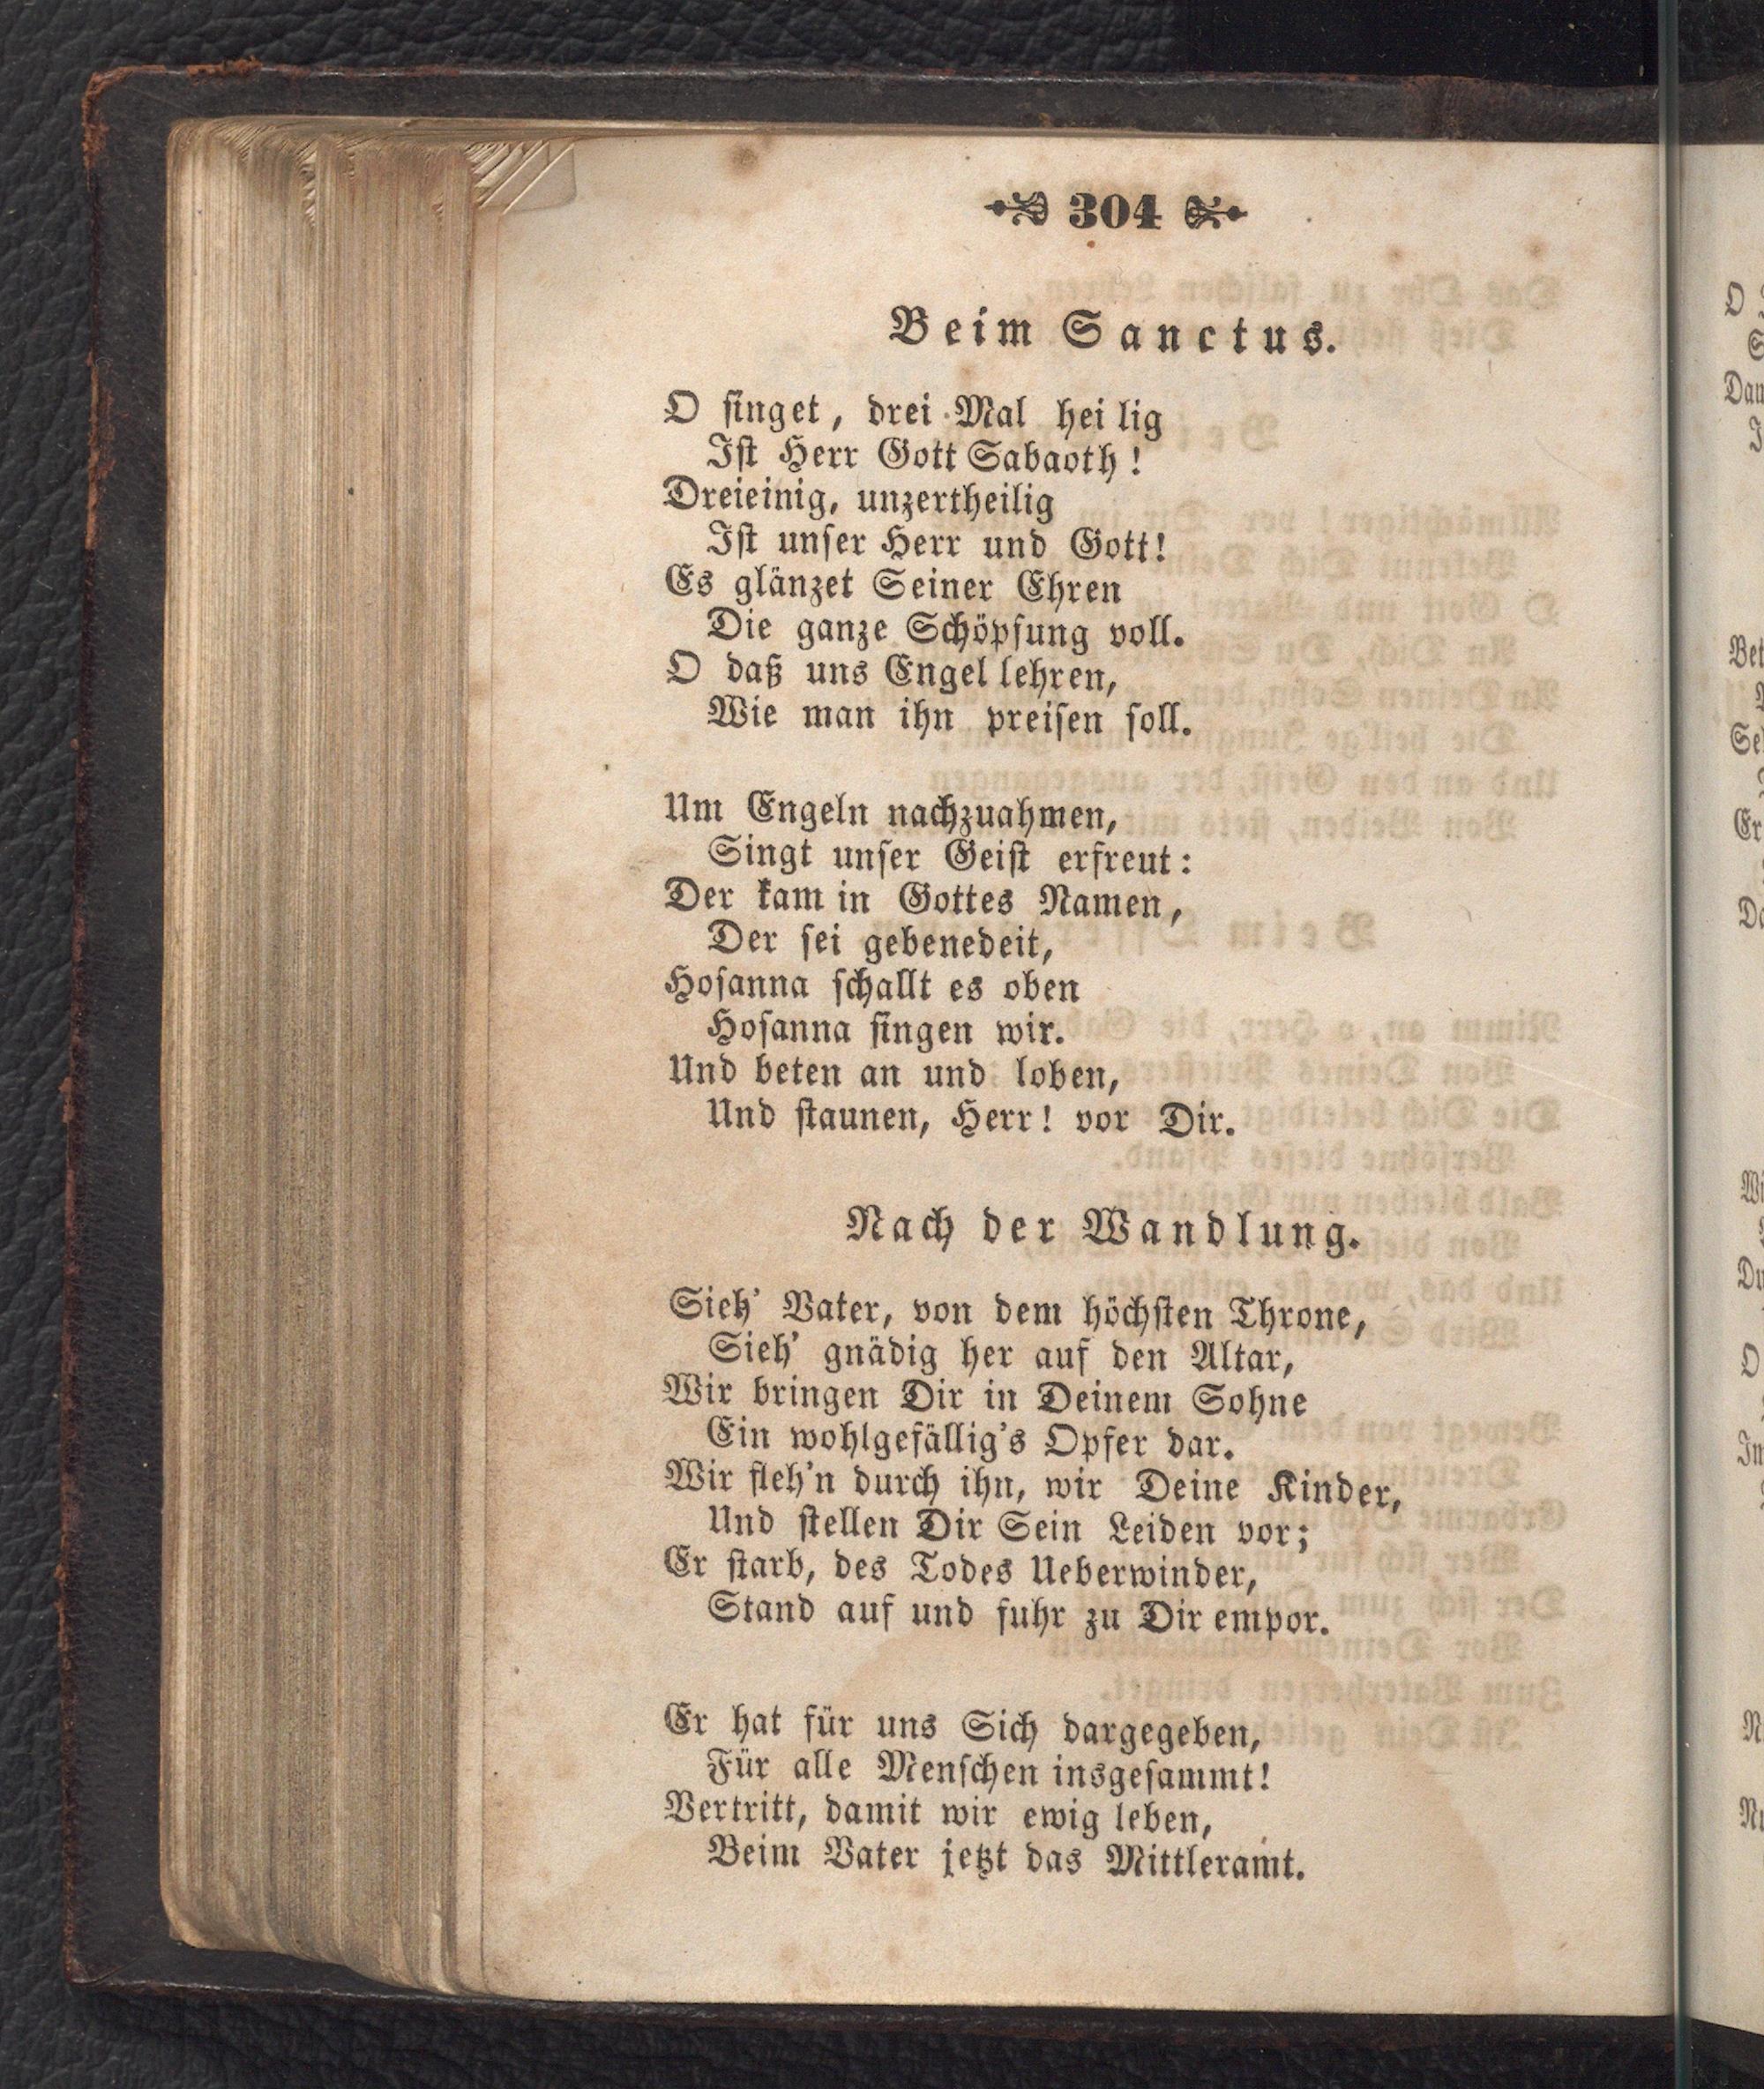 304
Beim Sanctus.
O singet, drei Mal hei lig
Ist Herr Gott Sabaoth!
Dreieinig, unzertheilig
Ist unser Herr und Gott!
Es glänzet Seiner Ehren
Die ganze Schöpfung voll.
O daß uns Engel lehren,
Wie man ihn preisen soll.
Um Engeln nachzuahmen,
Singt unser Geist erfreut:
Der kam in Gottes Namen,
Der sei gebenedeit,
Hosanna schallt es oben
Hosanna singen wir.
Und beten an und loben,
Und staunen, Herr! vor Dir.
Nach der Wandlung.
Sieh' Vater, von dem höchsten Throne,
Sieh' gnädig her auf den Altar,
Wir bringen Dir in Deinem Sohne
Ein wohlgefällig's Opfer dar.
Wir fleh'n durch ihn, wir Deine Kinder,
Und stellen Dir Sein Leiden vor;
Er starb, des Todes Ueberwinder,
Stand auf und fuhr zu Dir empor.
Er hat für uns Sich dargegeben,
Für alle Menschen insgesammt!
Vertritt, damit wir ewig leben,
Beim Vater jetzt das Mittleramt.